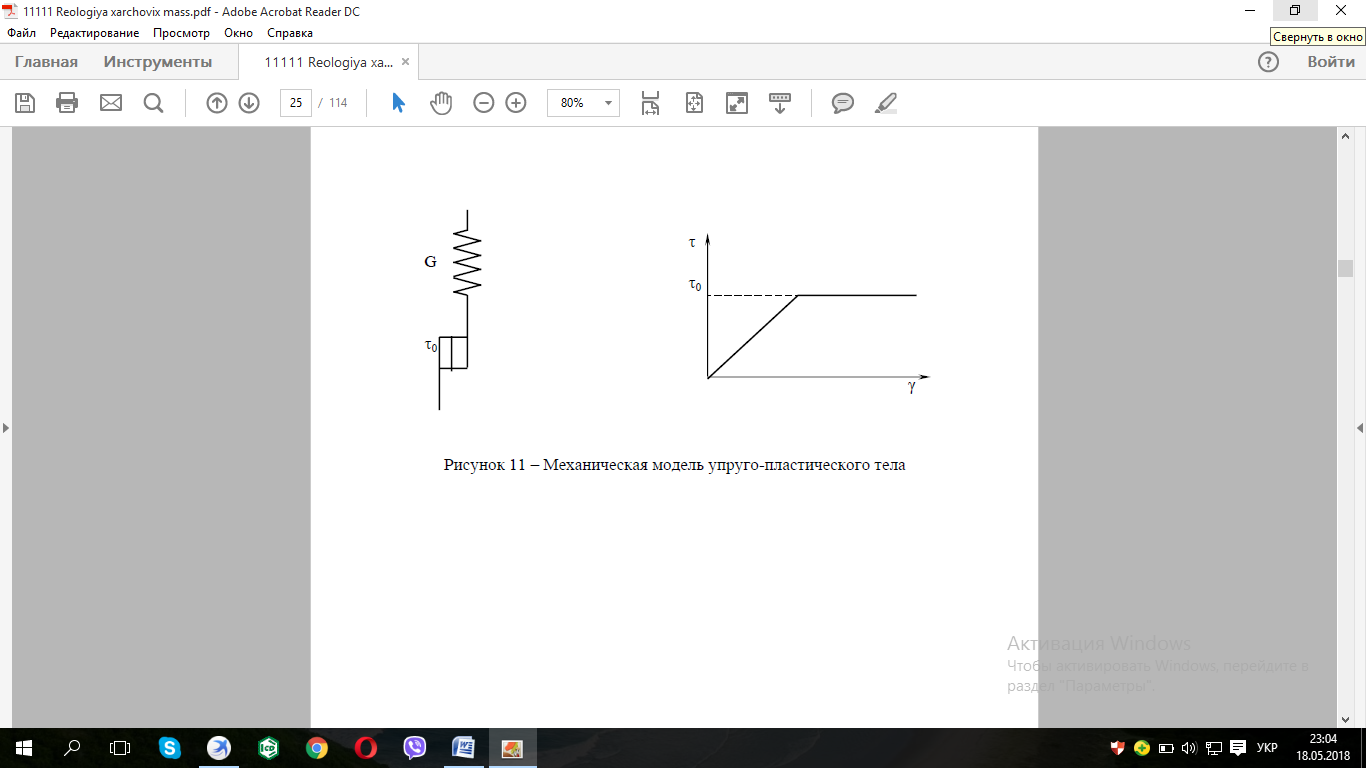 11111 Reologiya xarchovix mass.pdf - Adobe Acrobat Reader DC
Файл Редактирование Просмотр Окно Справка
Свернуть в окно
Главная Инструменты 11111 Reologiya xa... × ? Войти
25 / 114 80%
τ
G
τ₀
τ₀
γ
Рисунок 11 – Механическая модель упруго-пластического тела
Активация Windows
Чтобы активировать Windows, перейдите в
раздел "Параметры".
УКР
23:04
18.05.2018